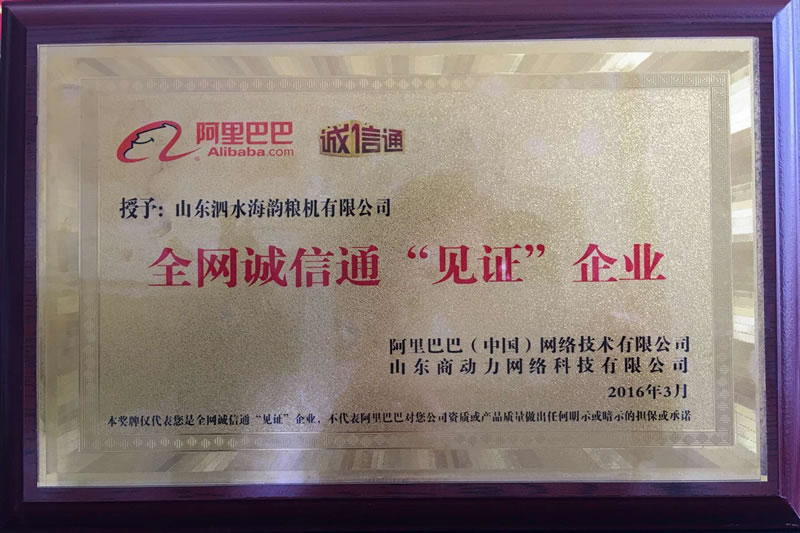 阿里巴巴 诚信通
Alibaba.com
授予：山东泗水海韵粮机有限公司
全网诚信通“见证”企业
阿里巴巴（中国）网络技术有限公司
山东商动力网络科技有限公司
2016年3月
本奖牌仅代表您是全网诚信通“见证”企业，不代表阿里巴巴对您公司资质或产品质量做出任何明示或暗示的担保或承诺